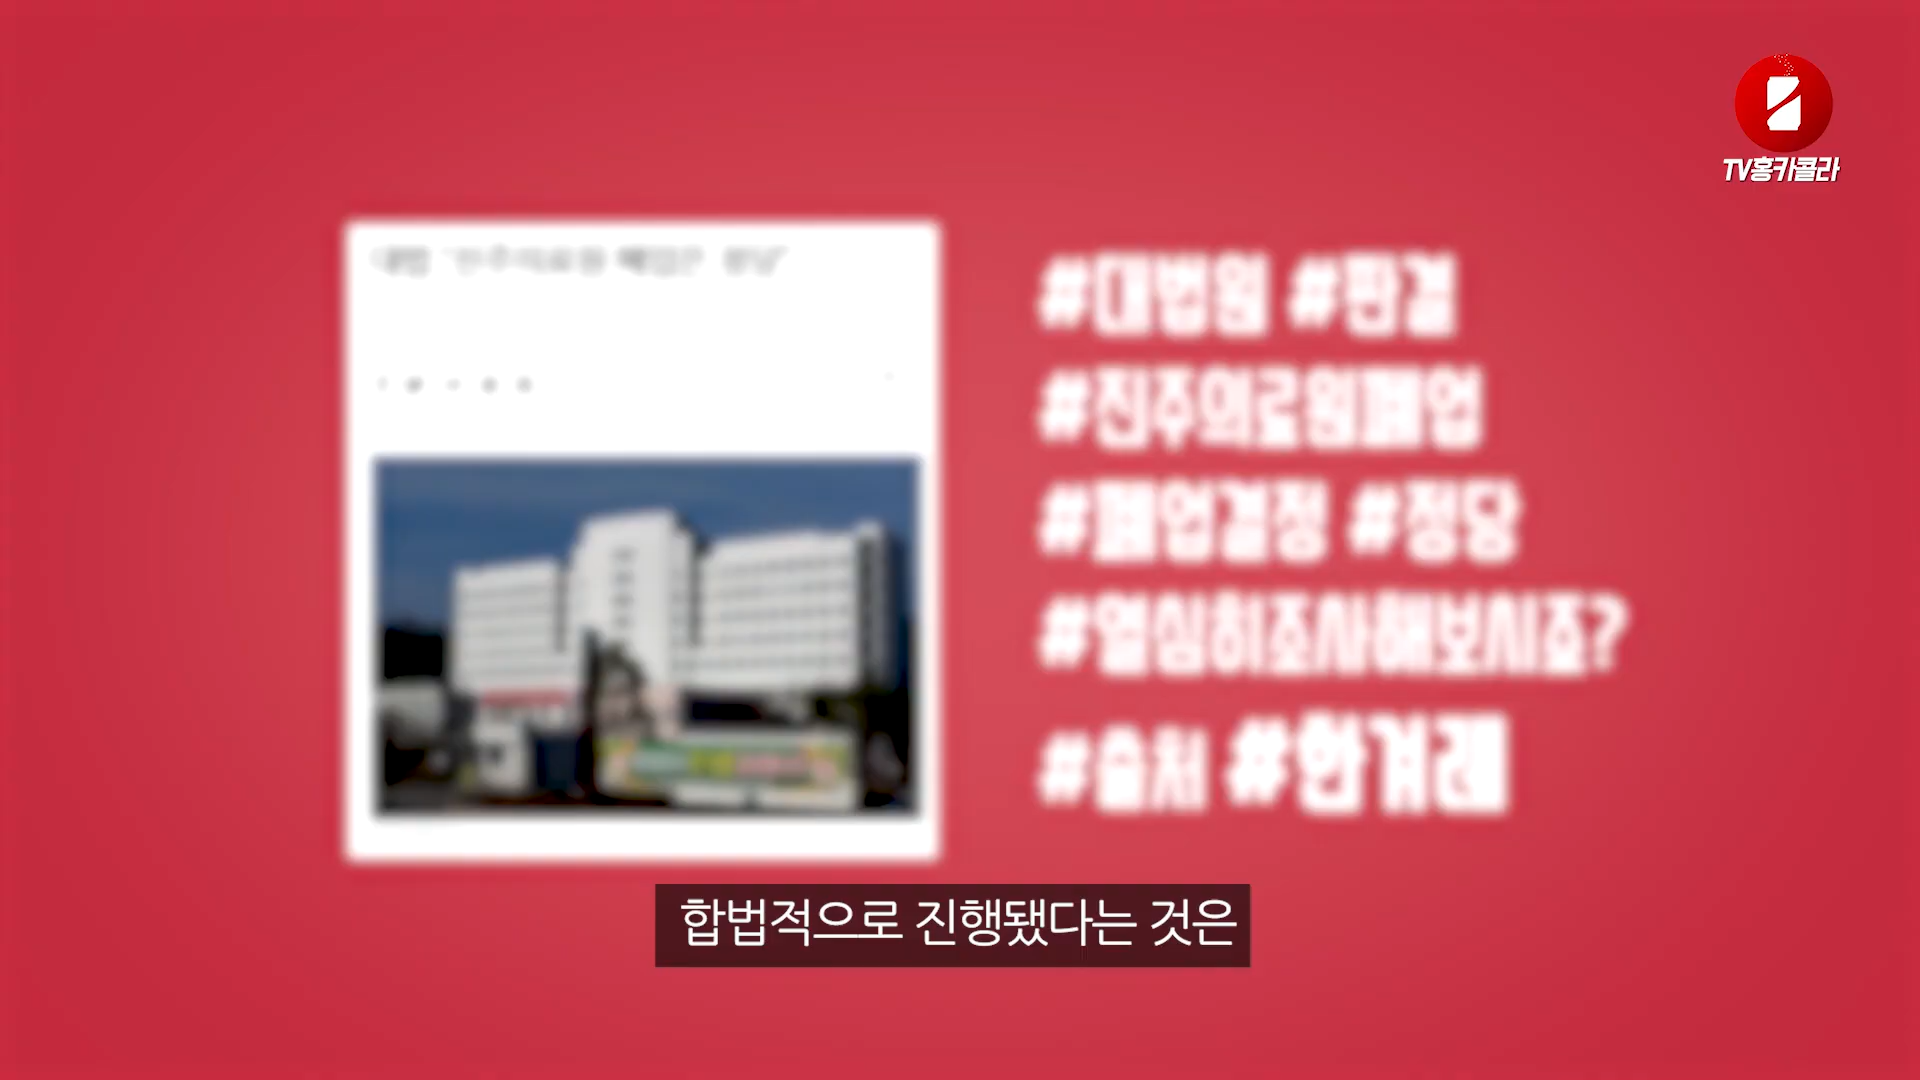 TV홍카콜라
#대법원 #판결
#진주의료원폐업
#폐업결정 #정당
#열심히조사해보시죠?
#출처 #한겨레
합법적으로 진행됐다는 것은